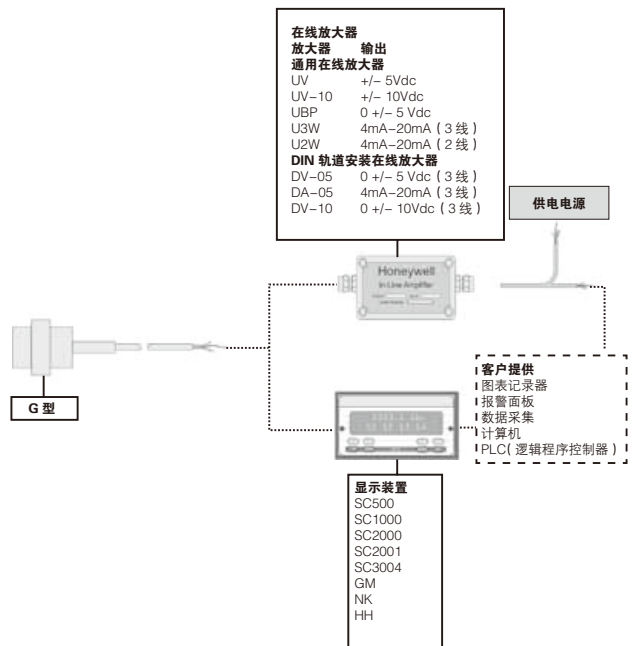 在线放大器
放大器 输出
通用在线放大器
UV +/- 5Vdc
UV-10 +/- 10Vdc
UBP 0 +/- 5 Vdc
U3W 4mA-20mA ( 3 线 )
U2W 4mA-20mA ( 2 线 )
DIN 轨道安装在线放大器
DV-05 0 +/- 5 Vdc ( 3 线 )
DA-05 4mA-20mA ( 3 线 )
DV-10 0 +/- 10Vdc ( 3 线 )
供电电源
Honeywell
In-Line Amplifier
G 型
客户提供
图表记录器
报警面板
数据采集
计算机
PLC( 逻辑程序控制器 )
显示装置
SC500
SC1000
SC2000
SC2001
SC3004
GM
NK
HH